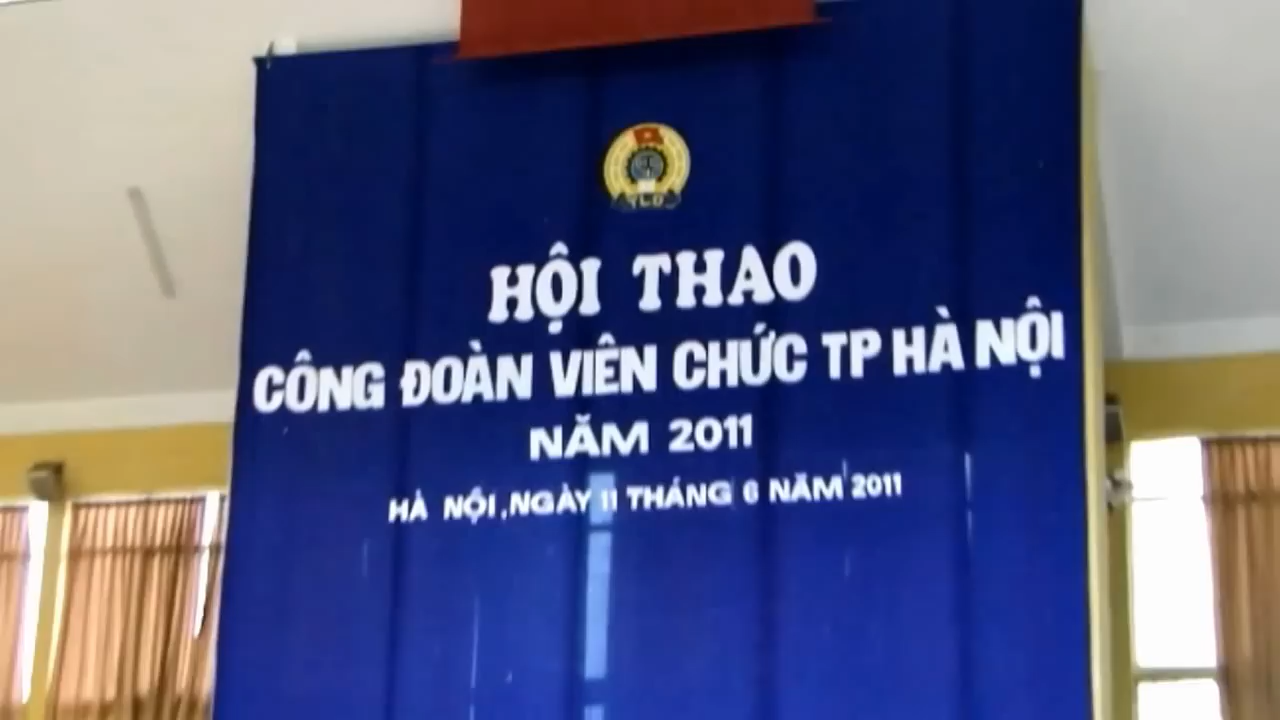 TLĐ
HỘI THAO
CÔNG ĐOÀN VIÊN CHỨC TP HÀ NỘI
NĂM 2011
HÀ NỘI, NGÀY 11 THÁNG 6 NĂM 2011